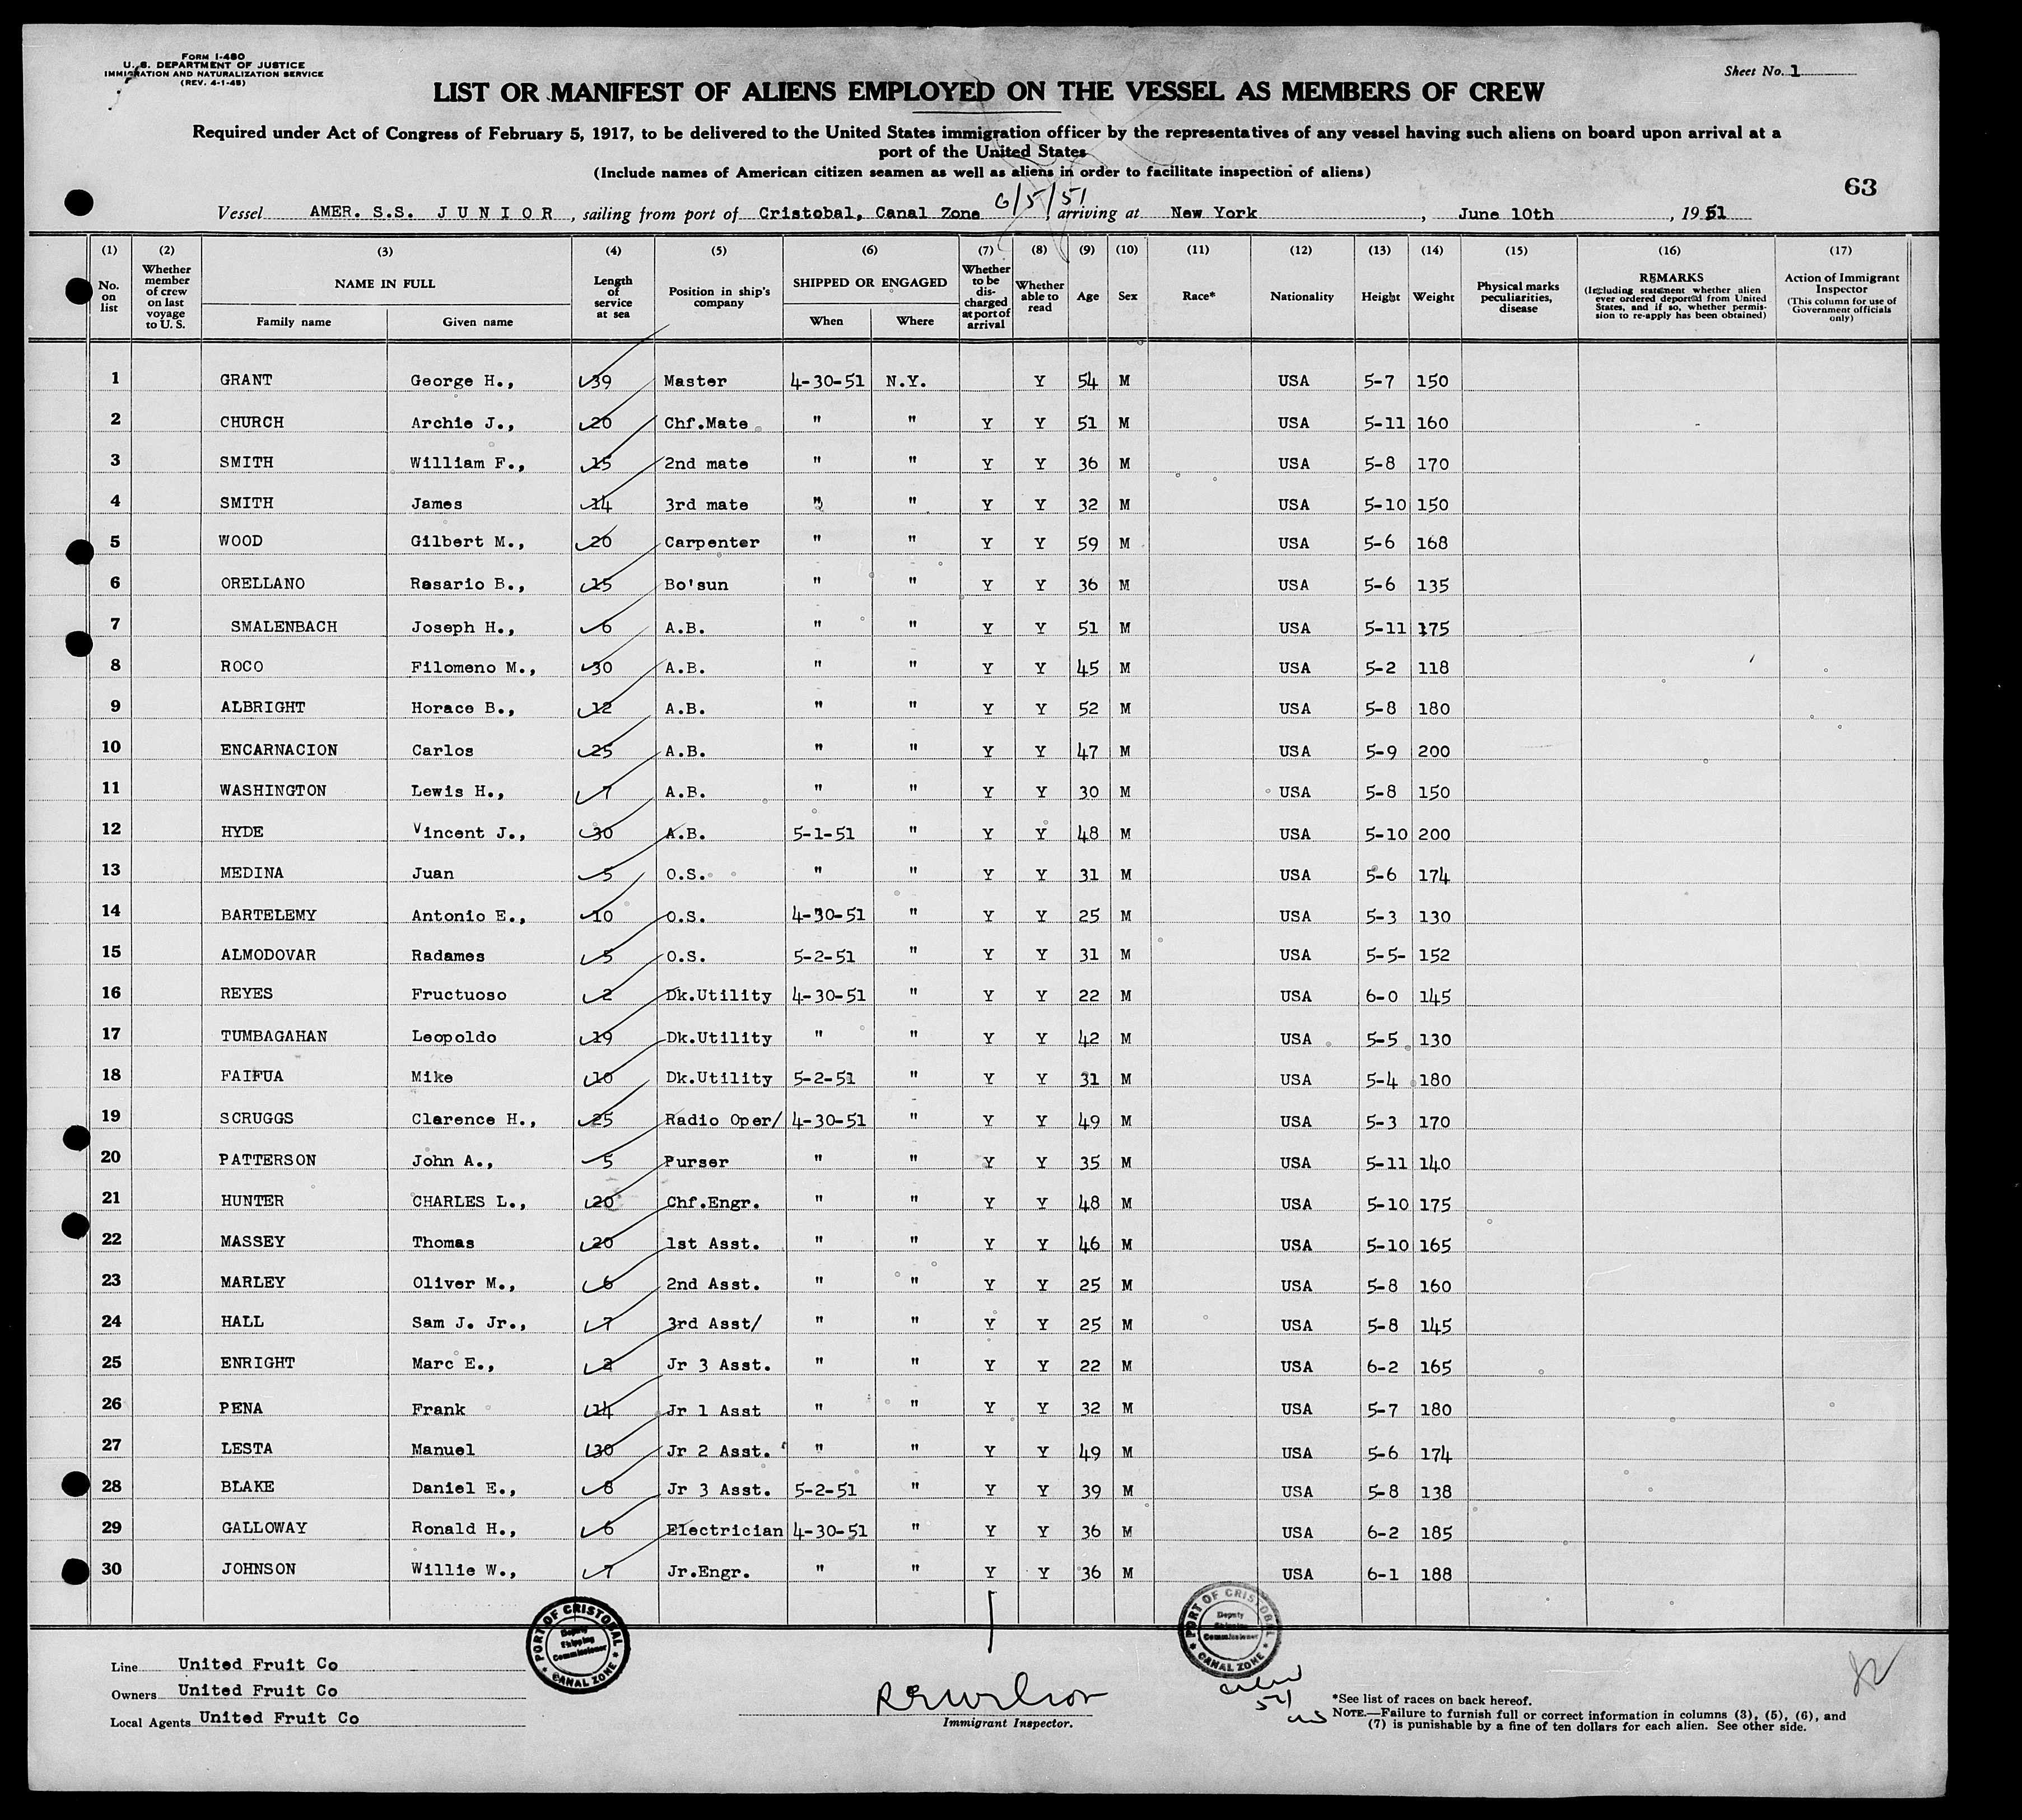 FORM I-480
U. S. DEPARTMENT OF JUSTICE
IMMIGRATION AND NATURALIZATION SERVICE
(REV. 4-1-48)
Sheet No. 1
LIST OR MANIFEST OF ALIENS EMPLOYED ON THE VESSEL AS MEMBERS OF CREW
Required under Act of Congress of February 5, 1917, to be delivered to the United States immigration officer by the representatives of any vessel having such aliens on board upon arrival at a
port of the United States
(Include names of American citizen seamen as well as aliens in order to facilitate inspection of aliens)
63
6/5/51
Vessel AMER. S.S. J U N I O R , sailing from port of Cristobal, Canal Zone , arriving at New York , June 10th , 1951
(1) (2) (3) (4) (5) (6) (7) (8) (9) (10) (11) (12) (13) (14) (15) (16) (17)
No. on list Whether member of crew on last voyage to U. S. NAME IN FULL Family name Given name Length of service at sea Position in ship's company SHIPPED OR ENGAGED When Where Whether to be discharged at port of arrival Whether able to read Age Sex Race* Nationality Height Weight Physical marks peculiarities, disease REMARKS (Including statement whether alien ever ordered deported from United States, and if so, whether permission to re-apply has been obtained) Action of Immigrant Inspector (This column for use of Government officials only)
1 GRANT George H., 39 Master 4-30-51 N.Y. Y 54 M USA 5-7 150
2 CHURCH Archie J., 20 Chf.Mate " " Y Y 51 M USA 5-11 160
3 SMITH William F., 15 2nd mate " " Y Y 36 M USA 5-8 170
4 SMITH James 14 3rd mate " " Y Y 32 M USA 5-10 150
5 WOOD Gilbert M., 20 Carpenter " " Y Y 59 M USA 5-6 168
6 ORELLANO Rosario B., 15 Bo'sun " " Y Y 36 M USA 5-6 135
7 SMALENBACH Joseph H., 6 A.B. " " Y Y 51 M USA 5-11 175
8 ROCO Filomeno M., 30 A.B. " " Y Y 45 M USA 5-2 118
9 ALBRIGHT Horace B., 12 A.B. " " Y Y 52 M USA 5-8 180
10 ENCARNACION Carlos 25 A.B. " " Y Y 47 M USA 5-9 200
11 WASHINGTON Lewis H., 7 A.B. " " Y Y 30 M USA 5-8 150
12 HYDE Vincent J., 30 A.B. 5-1-51 " Y Y 48 M USA 5-10 200
13 MEDINA Juan 5 O.S. " " Y Y 31 M USA 5-6 174
14 BARTELEMY Antonio E., 10 O.S. 4-30-51 " Y Y 25 M USA 5-3 130
15 ALMODOVAR Radames 5 O.S. 5-2-51 " Y Y 31 M USA 5-5- 152
16 REYES Fructuoso 2 Dk.Utility 4-30-51 " Y Y 22 M USA 6-0 145
17 TUMBAGAHAN Leopoldo 19 Dk.Utility " " Y Y 42 M USA 5-5 130
18 FAIFUA Mike 10 Dk.Utility 5-2-51 " Y Y 31 M USA 5-4 180
19 SCRUGGS Clarence H., 25 Radio Oper/ 4-30-51 " Y Y 49 M USA 5-3 170
20 PATTERSON John A., 5 Purser " " Y Y 35 M USA 5-11 140
21 HUNTER CHARLES L., 20 Chf.Engr. " " Y Y 48 M USA 5-10 175
22 MASSEY Thomas 20 1st Asst. " " Y Y 46 M USA 5-10 165
23 MARLEY Oliver M., 6 2nd Asst. " " Y Y 25 M USA 5-8 160
24 HALL Sam J. Jr., 7 3rd Asst/ " " Y Y 25 M USA 5-8 145
25 ENRIGHT Marc E., 2 Jr 3 Asst. " " Y Y 22 M USA 6-2 165
26 PENA Frank 14 Jr 1 Asst " " Y Y 32 M USA 5-7 180
27 LESTA Manuel 30 Jr 2 Asst. " " Y Y 49 M USA 5-6 174
28 BLAKE Daniel E., 8 Jr 3 Asst. 5-2-51 " Y Y 39 M USA 5-8 138
29 GALLOWAY Ronald H., 6 Electrician 4-30-51 " Y Y 36 M USA 6-2 185
30 JOHNSON Willie W., 7 Jr.Engr. " " Y Y 36 M USA 6-1 188
PORT OF CRISTOBAL Deputy Shipping Commissioner CANAL ZONE
PORT OF CRISTOBAL Deputy Shipping Commissioner CANAL ZONE
Line United Fruit Co
Owners United Fruit Co
Local Agents United Fruit Co
Immigrant Inspector.
*See list of races on back hereof.
NOTE.—Failure to furnish full or correct information in columns (3), (5), (6), and
(7) is punishable by a fine of ten dollars for each alien. See other side.